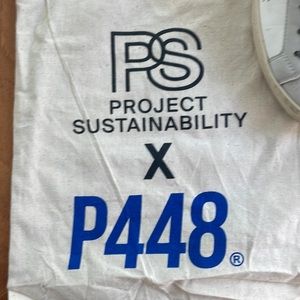 PS
PROJECT
SUSTAINABILITY
X
P448®